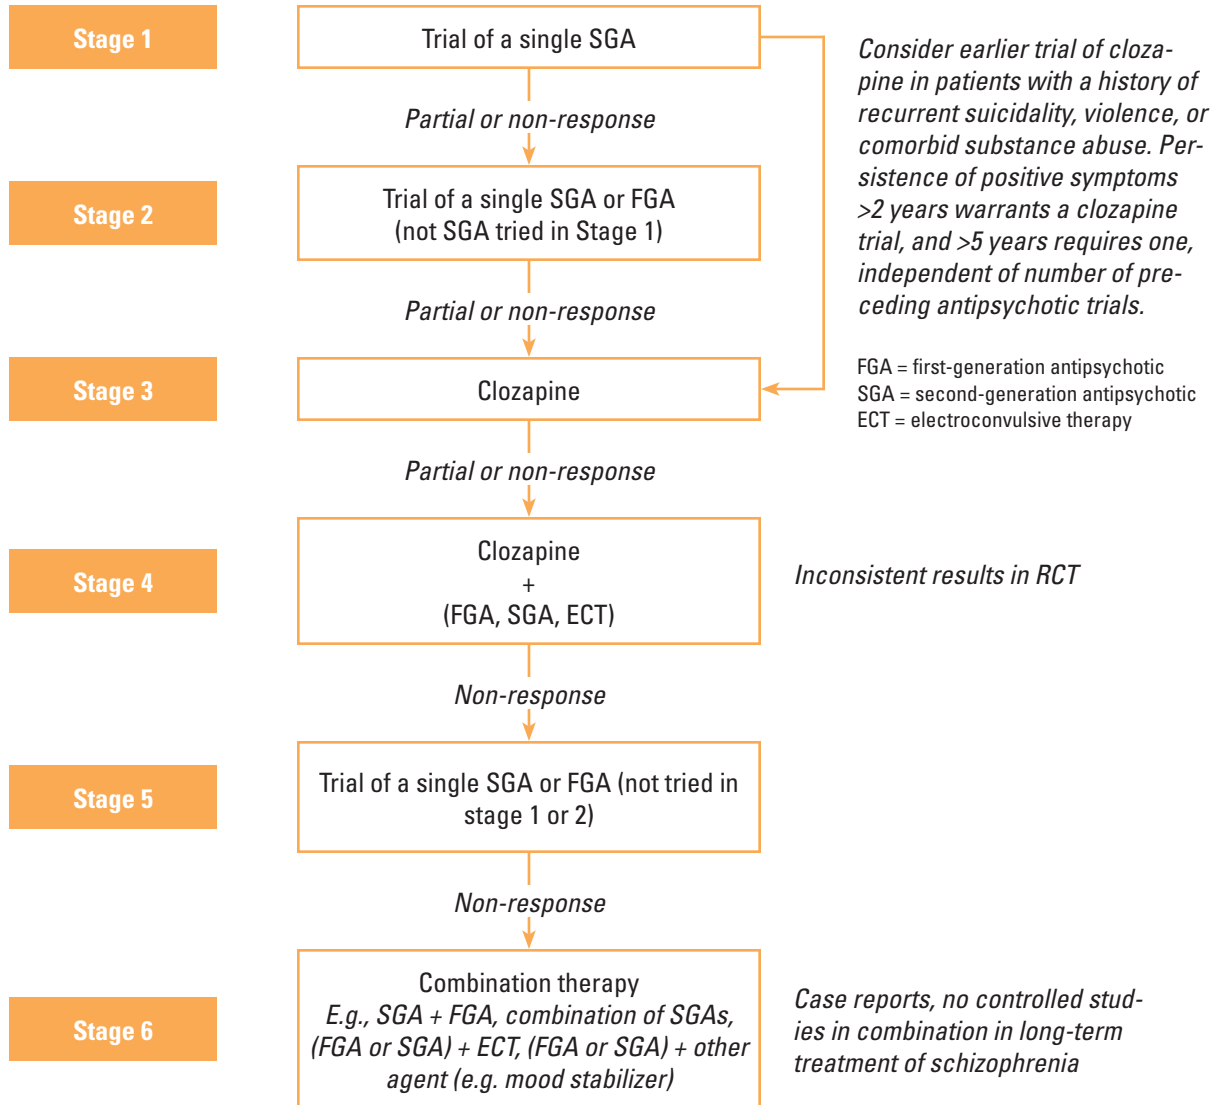 Stage 1
Trial of a single SGA
Consider earlier trial of cloza-
pine in patients with a history of
recurrent suicidality, violence, or
comorbid substance abuse. Per-
sistence of positive symptoms
>2 years warrants a clozapine
trial, and >5 years requires one,
independent of number of pre-
ceding antipsychotic trials.
Partial or non-response
Stage 2
Trial of a single SGA or FGA
(not SGA tried in Stage 1)
Partial or non-response
Stage 3
Clozapine
FGA = first-generation antipsychotic
SGA = second-generation antipsychotic
ECT = electroconvulsive therapy
Partial or non-response
Stage 4
Clozapine
+
(FGA, SGA, ECT)
Inconsistent results in RCT
Non-response
Stage 5
Trial of a single SGA or FGA (not tried in
stage 1 or 2)
Non-response
Stage 6
Combination therapy
E.g., SGA + FGA, combination of SGAs,
(FGA or SGA) + ECT, (FGA or SGA) + other
agent (e.g. mood stabilizer)
Case reports, no controlled stud-
ies in combination in long-term
treatment of schizophrenia